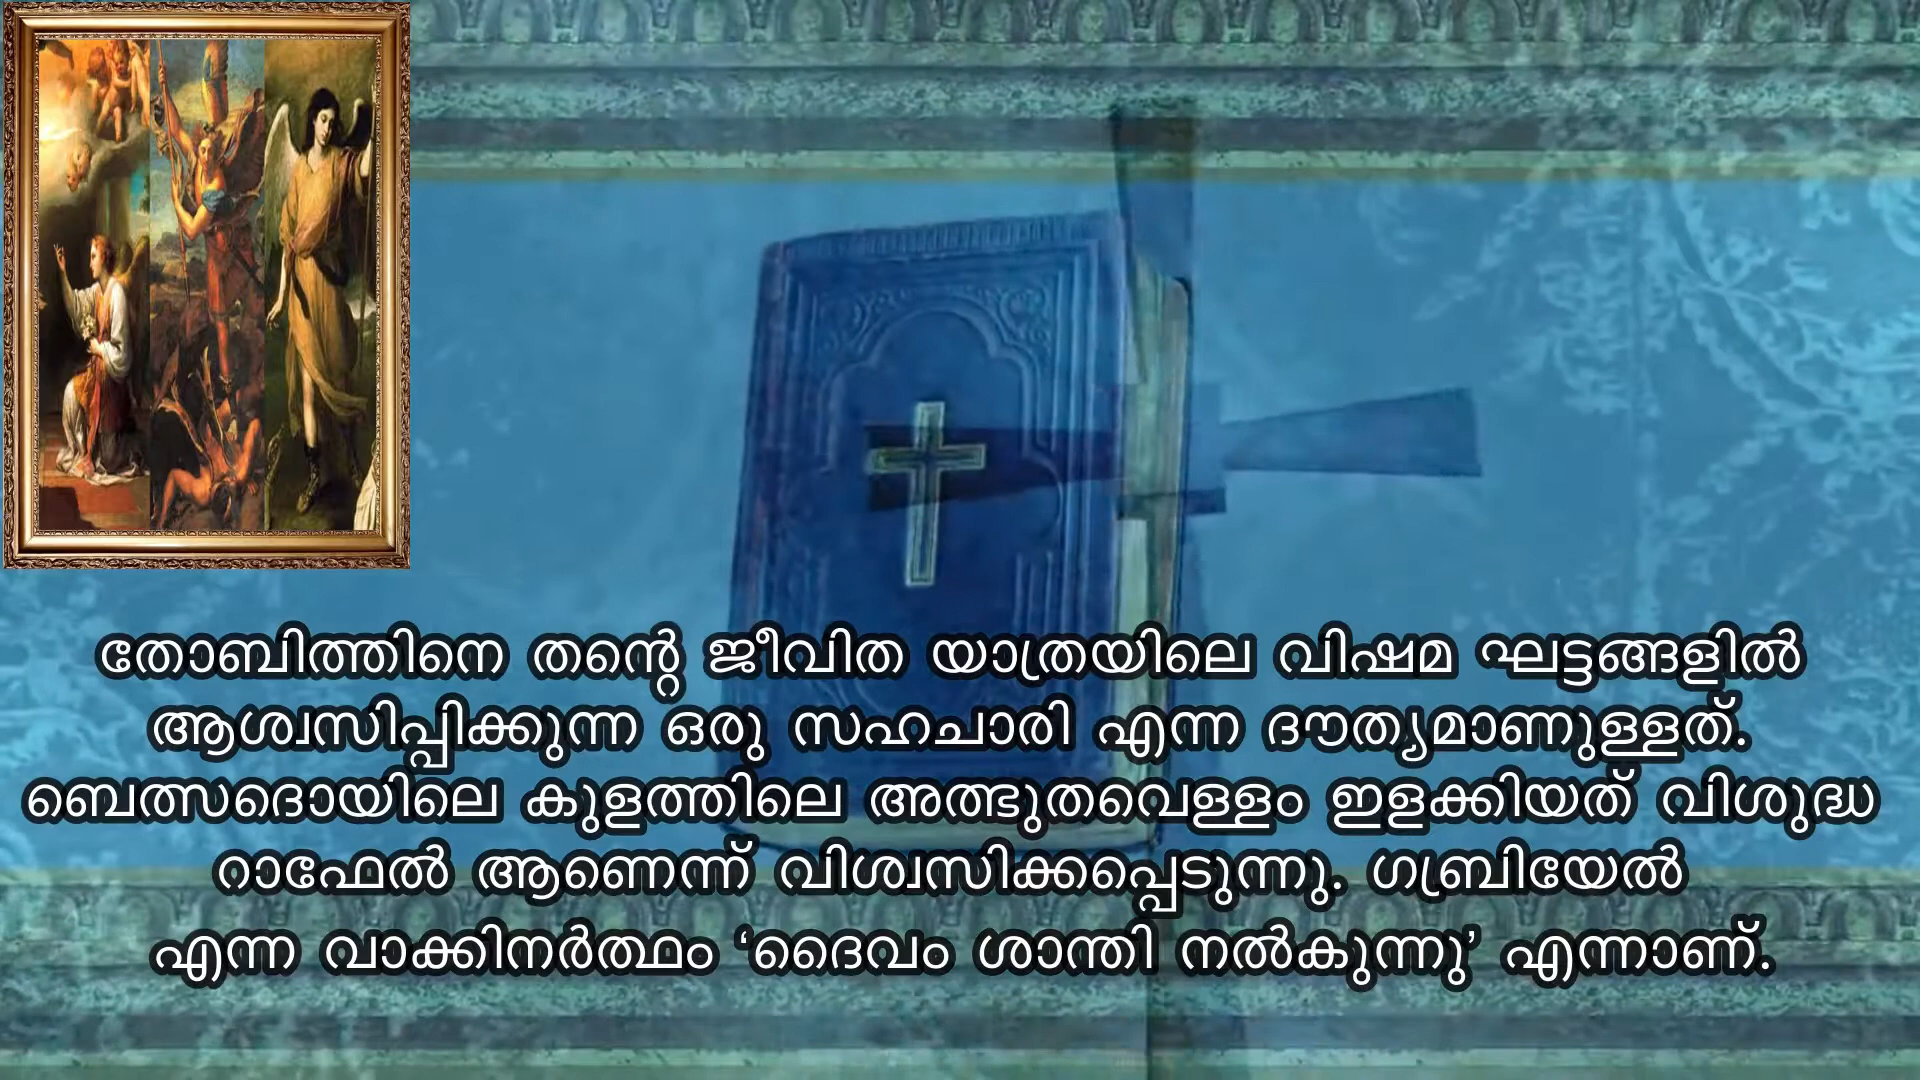 തോബിത്തിനെ തന്റെ ജീവിത യാത്രയിലെ വിഷമ ഘട്ടങ്ങളിൽ
ആശ്വസിപ്പിക്കുന്ന ഒരു സഹചാരി എന്ന ദൗത്യമാണുള്ളത്.
ബെത്സദൊയിലെ കുളത്തിലെ അത്ഭുതവെള്ളം ഇളക്കിയത് വിശുദ്ധ
റാഫേൽ ആണെന്ന് വിശ്വസിക്കപ്പെടുന്നു. ഗബ്രിയേൽ
എന്ന വാക്കിനർത്ഥം ‘ദൈവം ശാന്തി നൽകുന്നു’ എന്നാണ്.